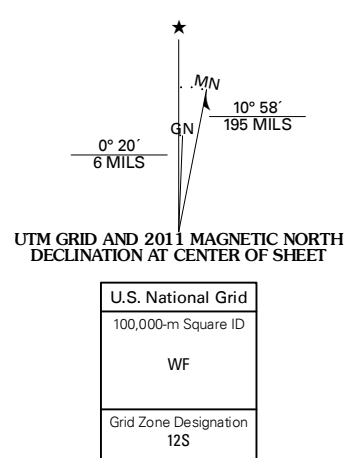 ★
MN
10° 58´
195 MILS
GN
0° 20´
6 MILS
UTM GRID AND 2011 MAGNETIC NORTH
DECLINATION AT CENTER OF SHEET
U.S. National Grid
100,000-m Square ID
WF
Grid Zone Designation
12S